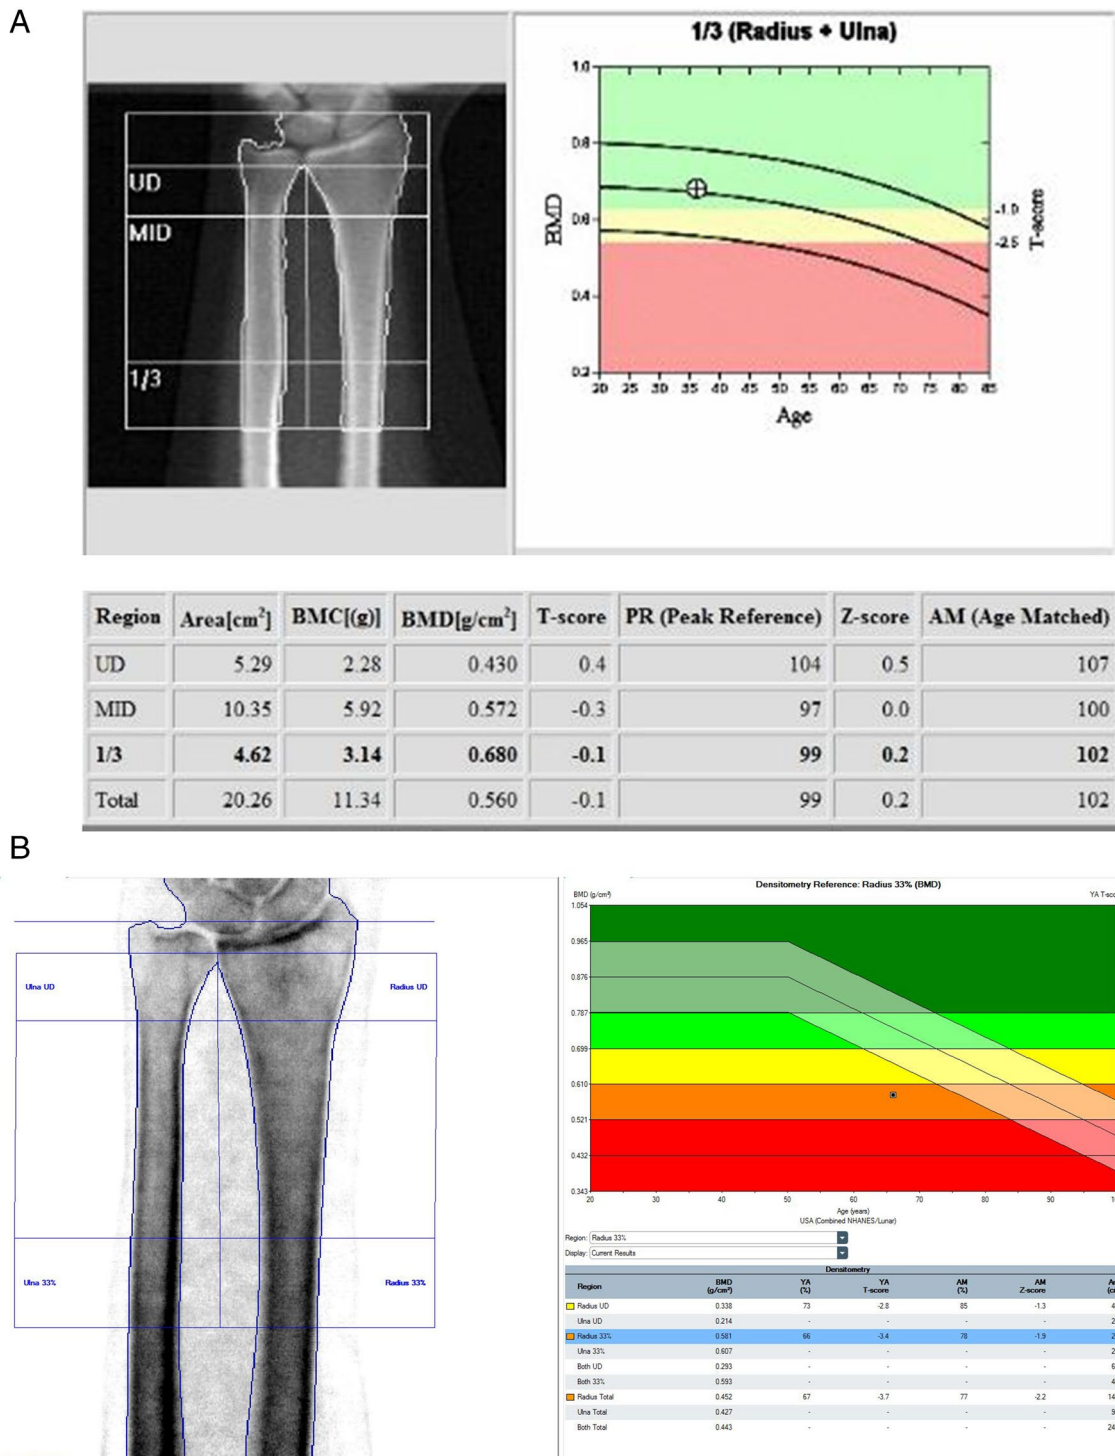 A
1/3 (Radius + Ulna)
UD
MID
1/3
1.0
0.8
0.6
0.4
0.2
BMD
-1.0
-2.5
T-score
20 25 30 35 40 45 50 55 60 65 70 75 80 85
Age
Region Area[cm²] BMC[(g)] BMD[g/cm²] T-score PR (Peak Reference) Z-score AM (Age Matched)
UD 5.29 2.28 0.430 0.4 104 0.5 107
MID 10.35 5.92 0.572 -0.3 97 0.0 100
1/3 4.62 3.14 0.680 -0.1 99 0.2 102
Total 20.26 11.34 0.560 -0.1 99 0.2 102
B
Ulna UD
Radius UD
Ulna 33%
Radius 33%
Densitometry Reference: Radius 33% (BMD)
BMD (g/cm²)
1.054
0.965
0.876
0.787
0.699
0.610
0.521
0.432
0.343
20 30 40 50 60 70 80 90
Age (years)
USA (Combined NHANES/Lunar)
Region: Radius 33%
Display: Current Results
Densitometry
Region BMD (g/cm²) YA (%) YA T-score AM (%) AM Z-score
Radius UD 0.338 73 -2.8 85 -1.3
Ulna UD 0.214 - - - -
Radius 33% 0.581 66 -3.4 78 -1.9
Ulna 33% 0.607 - - - -
Both UD 0.293 - - - -
Both 33% 0.593 - - - -
Radius Total 0.452 67 -3.7 77 -2.2
Ulna Total 0.427 - - - -
Both Total 0.443 - - - -